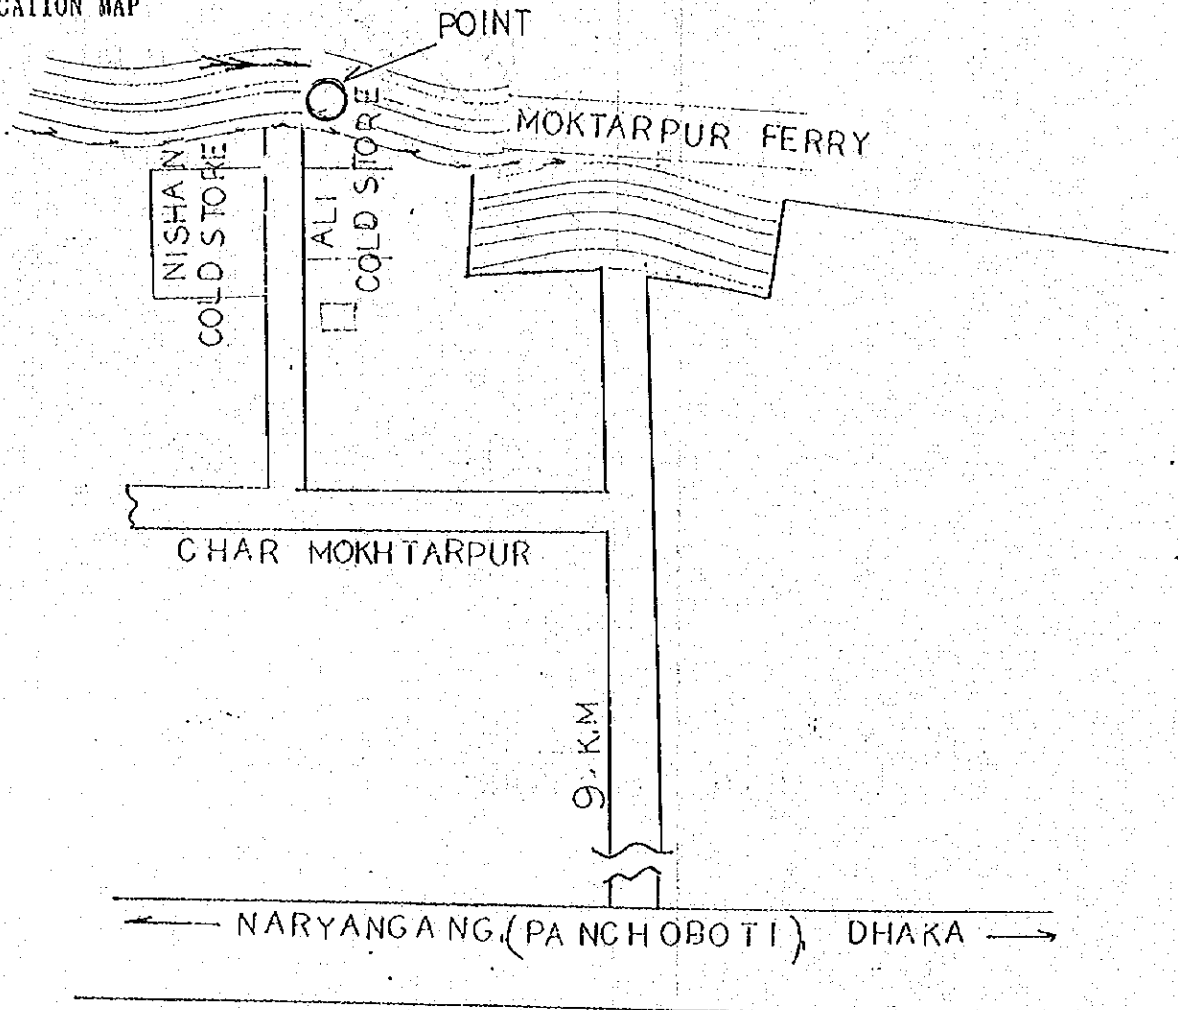 CATION MAP
POINT
MOKTARPUR FERRY
NISHAN
COLD STORE
ALI
COLD STORE
CHAR MOKHTARPUR
9. K.M
NARYANGANG.(PANCHOBOTI), DHAKA